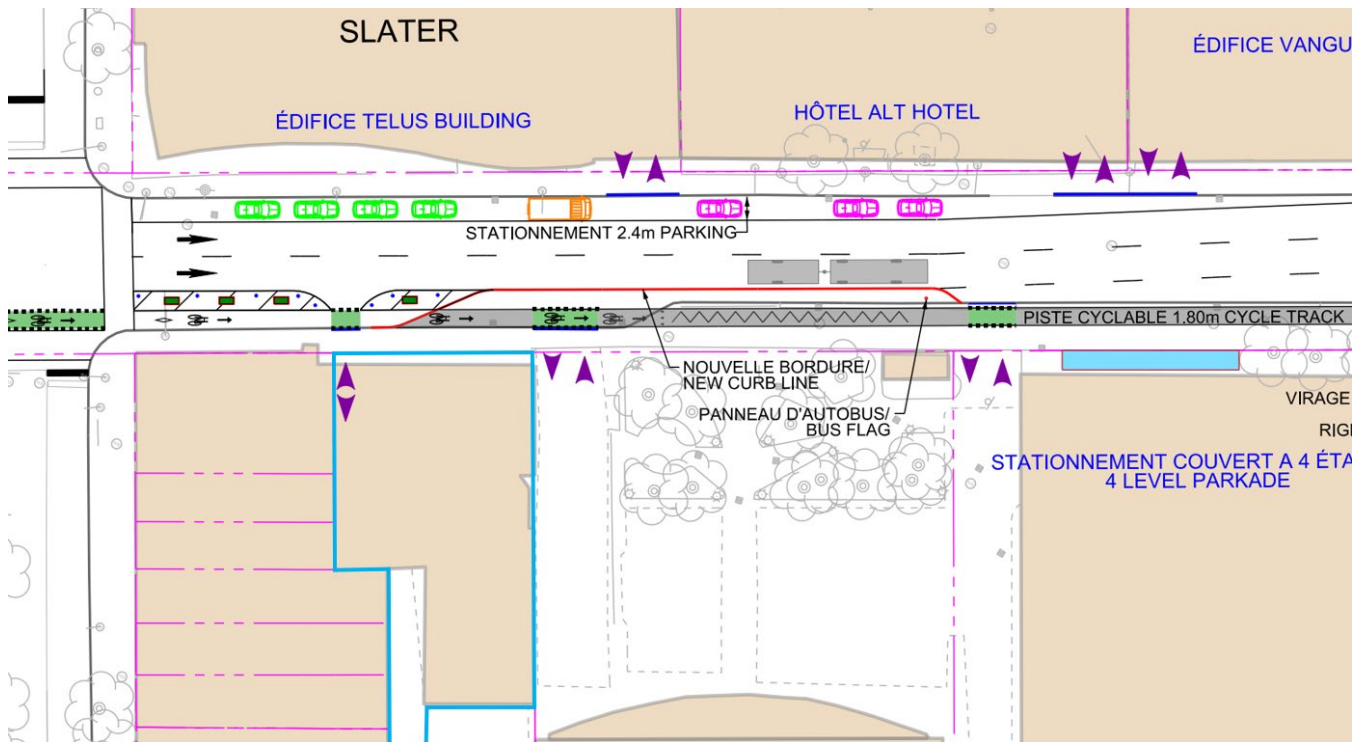 SLATER
ÉDIFICE VANGU
ÉDIFICE TELUS BUILDING
HÔTEL ALT HOTEL
STATIONNEMENT 2.4m PARKING
PISTE CYCLABLE 1.80m CYCLE TRACK
NOUVELLE BORDURE/
NEW CURB LINE
PANNEAU D'AUTOBUS/
BUS FLAG
VIRAGE
RIGH
STATIONNEMENT COUVERT A 4 ÉTA
4 LEVEL PARKADE